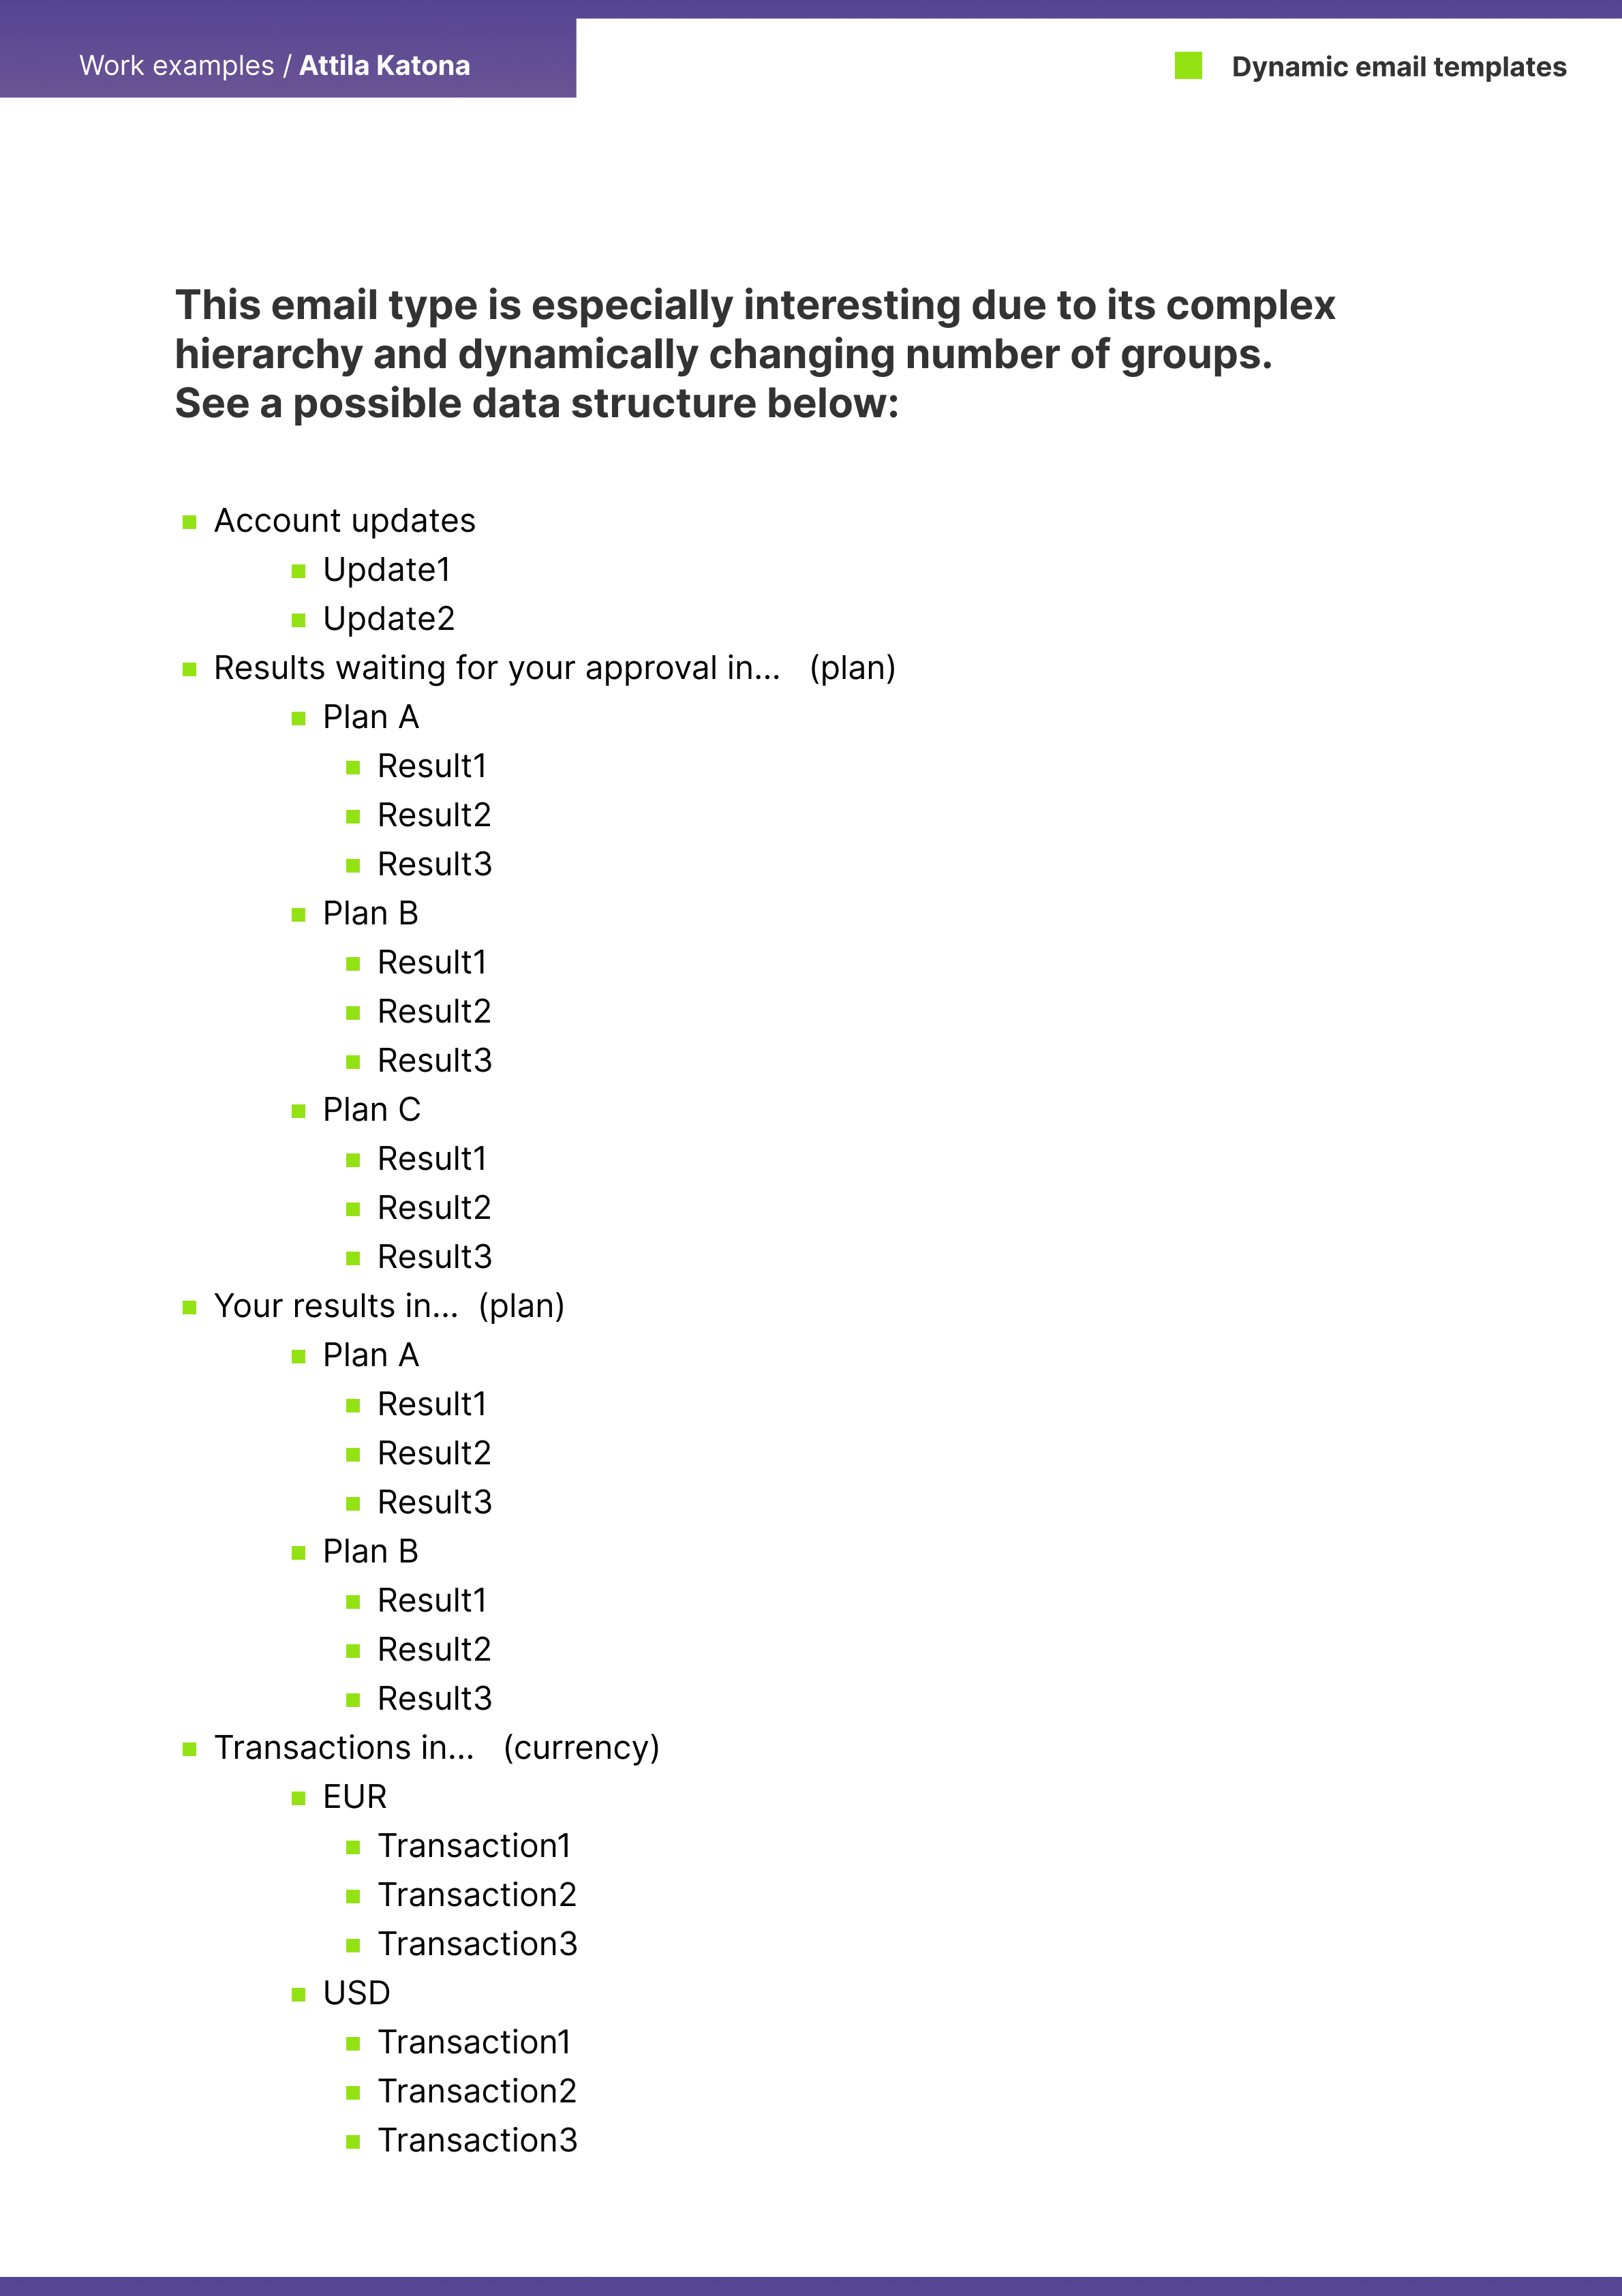 Work examples / Attila Katona
Dynamic email templates
This email type is especially interesting due to its complex
hierarchy and dynamically changing number of groups.
See a possible data structure below:
Account updates
Update1
Update2
Results waiting for your approval in... (plan)
Plan A
Result1
Result2
Result3
Plan B
Result1
Result2
Result3
Plan C
Result1
Result2
Result3
Your results in... (plan)
Plan A
Result1
Result2
Result3
Plan B
Result1
Result2
Result3
Transactions in... (currency)
EUR
Transaction1
Transaction2
Transaction3
USD
Transaction1
Transaction2
Transaction3